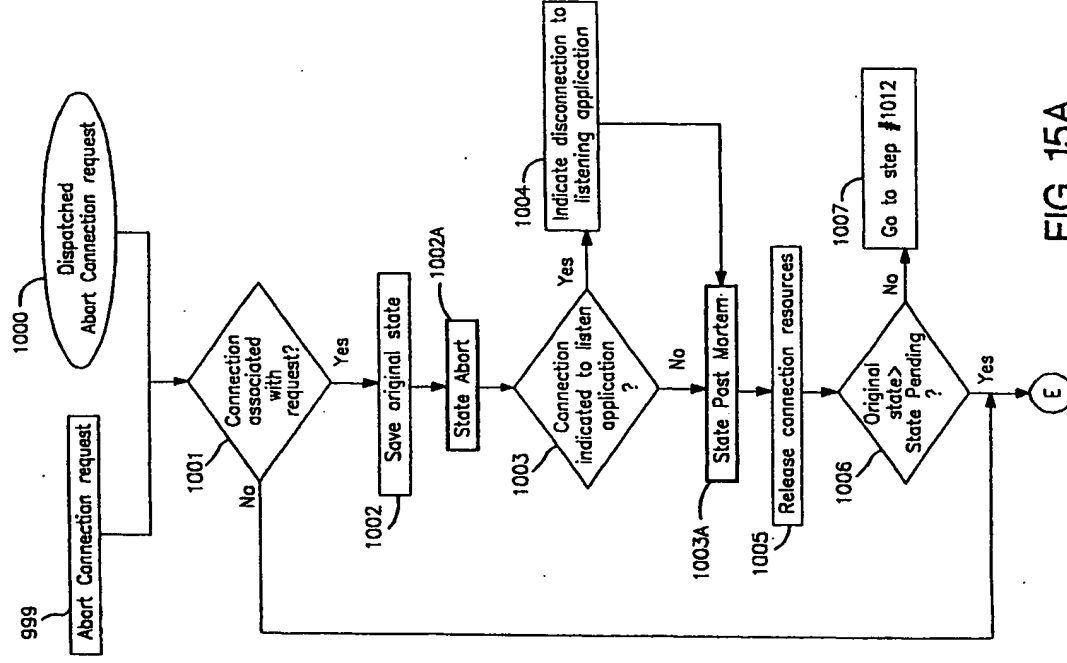 999
Abort Connection request
1000
Dispatched
Abort Connection request
1001
Connection
associated
with
request?
No
Yes
1002
Save original state
1002A
State Abort
1003
Connection
indicated to listen
application
?
Yes
No
1004
Indicate disconnection to
listening application
1003A
State Post Mortem
1005
Release connection resources
1006
Original
state>
State Pending
?
No
Yes
1007
Go to step #1012
E
FIG. 15A